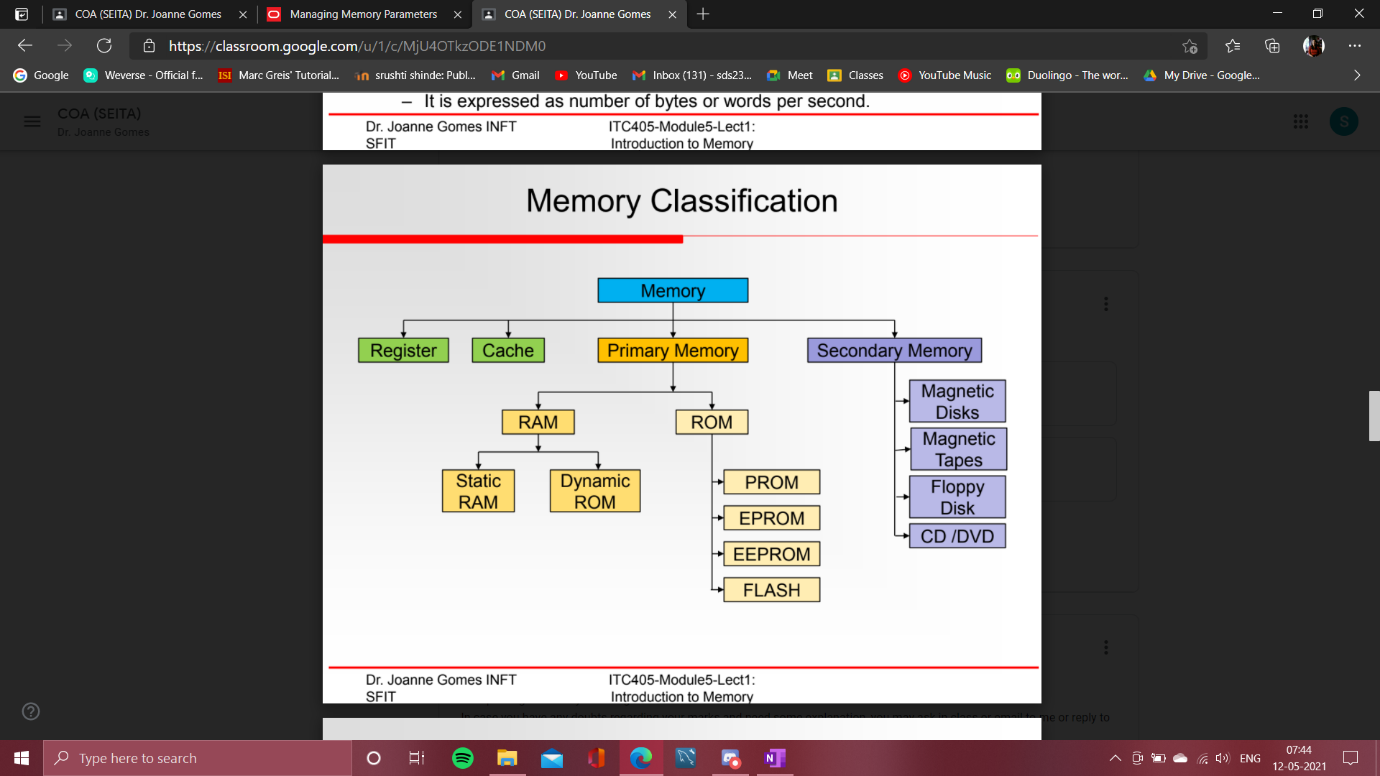 COA (SEITA) Dr. Joanne Gomes
Managing Memory Parameters
COA (SEITA) Dr. Joanne Gomes
https://classroom.google.com/u/1/c/MjU4OTkzODE1NDM0
Google
Weverse - Official f...
ISI Marc Greis' Tutorial...
srushti shinde: Publ...
Gmail
YouTube
Inbox (131) - sds23...
Meet
Classes
YouTube Music
Duolingo - The wor...
My Drive - Google...
COA (SEITA)
Dr. Joanne Gomes
S
– It is expressed as number of bytes or words per second.
Dr. Joanne Gomes INFT
SFIT
ITC405-Module5-Lect1:
Introduction to Memory
Memory Classification
Memory
Register
Cache
Primary Memory
Secondary Memory
RAM
ROM
Static
RAM
Dynamic
ROM
PROM
EPROM
EEPROM
FLASH
Magnetic
Disks
Magnetic
Tapes
Floppy
Disk
CD /DVD
Dr. Joanne Gomes INFT
SFIT
ITC405-Module5-Lect1:
Introduction to Memory
me or reply to
Type here to search
ENG
07:44
12-05-2021